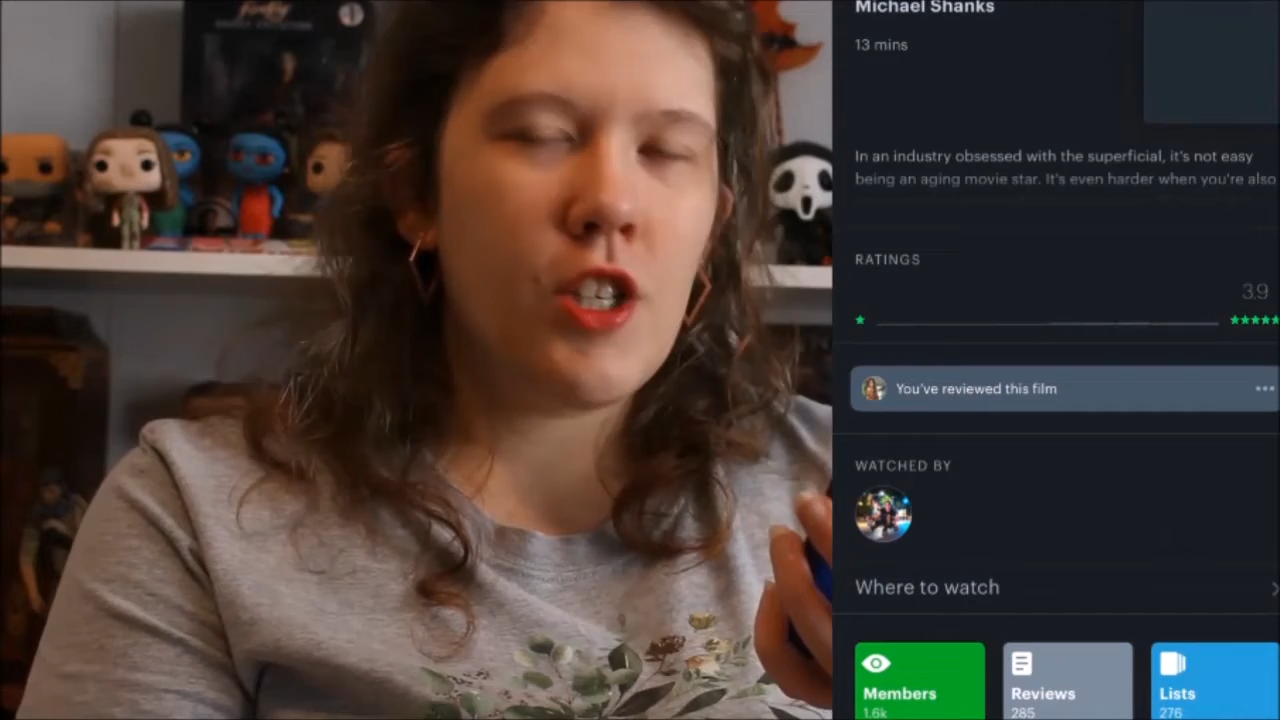 Firefly
Michael Shanks
13 mins
In an industry obsessed with the superficial, it's not easy
being an aging movie star. It's even harder when you're also
RATINGS
3.9
You've reviewed this film
WATCHED BY
Where to watch
Members
1.6k
Reviews
285
Lists
276